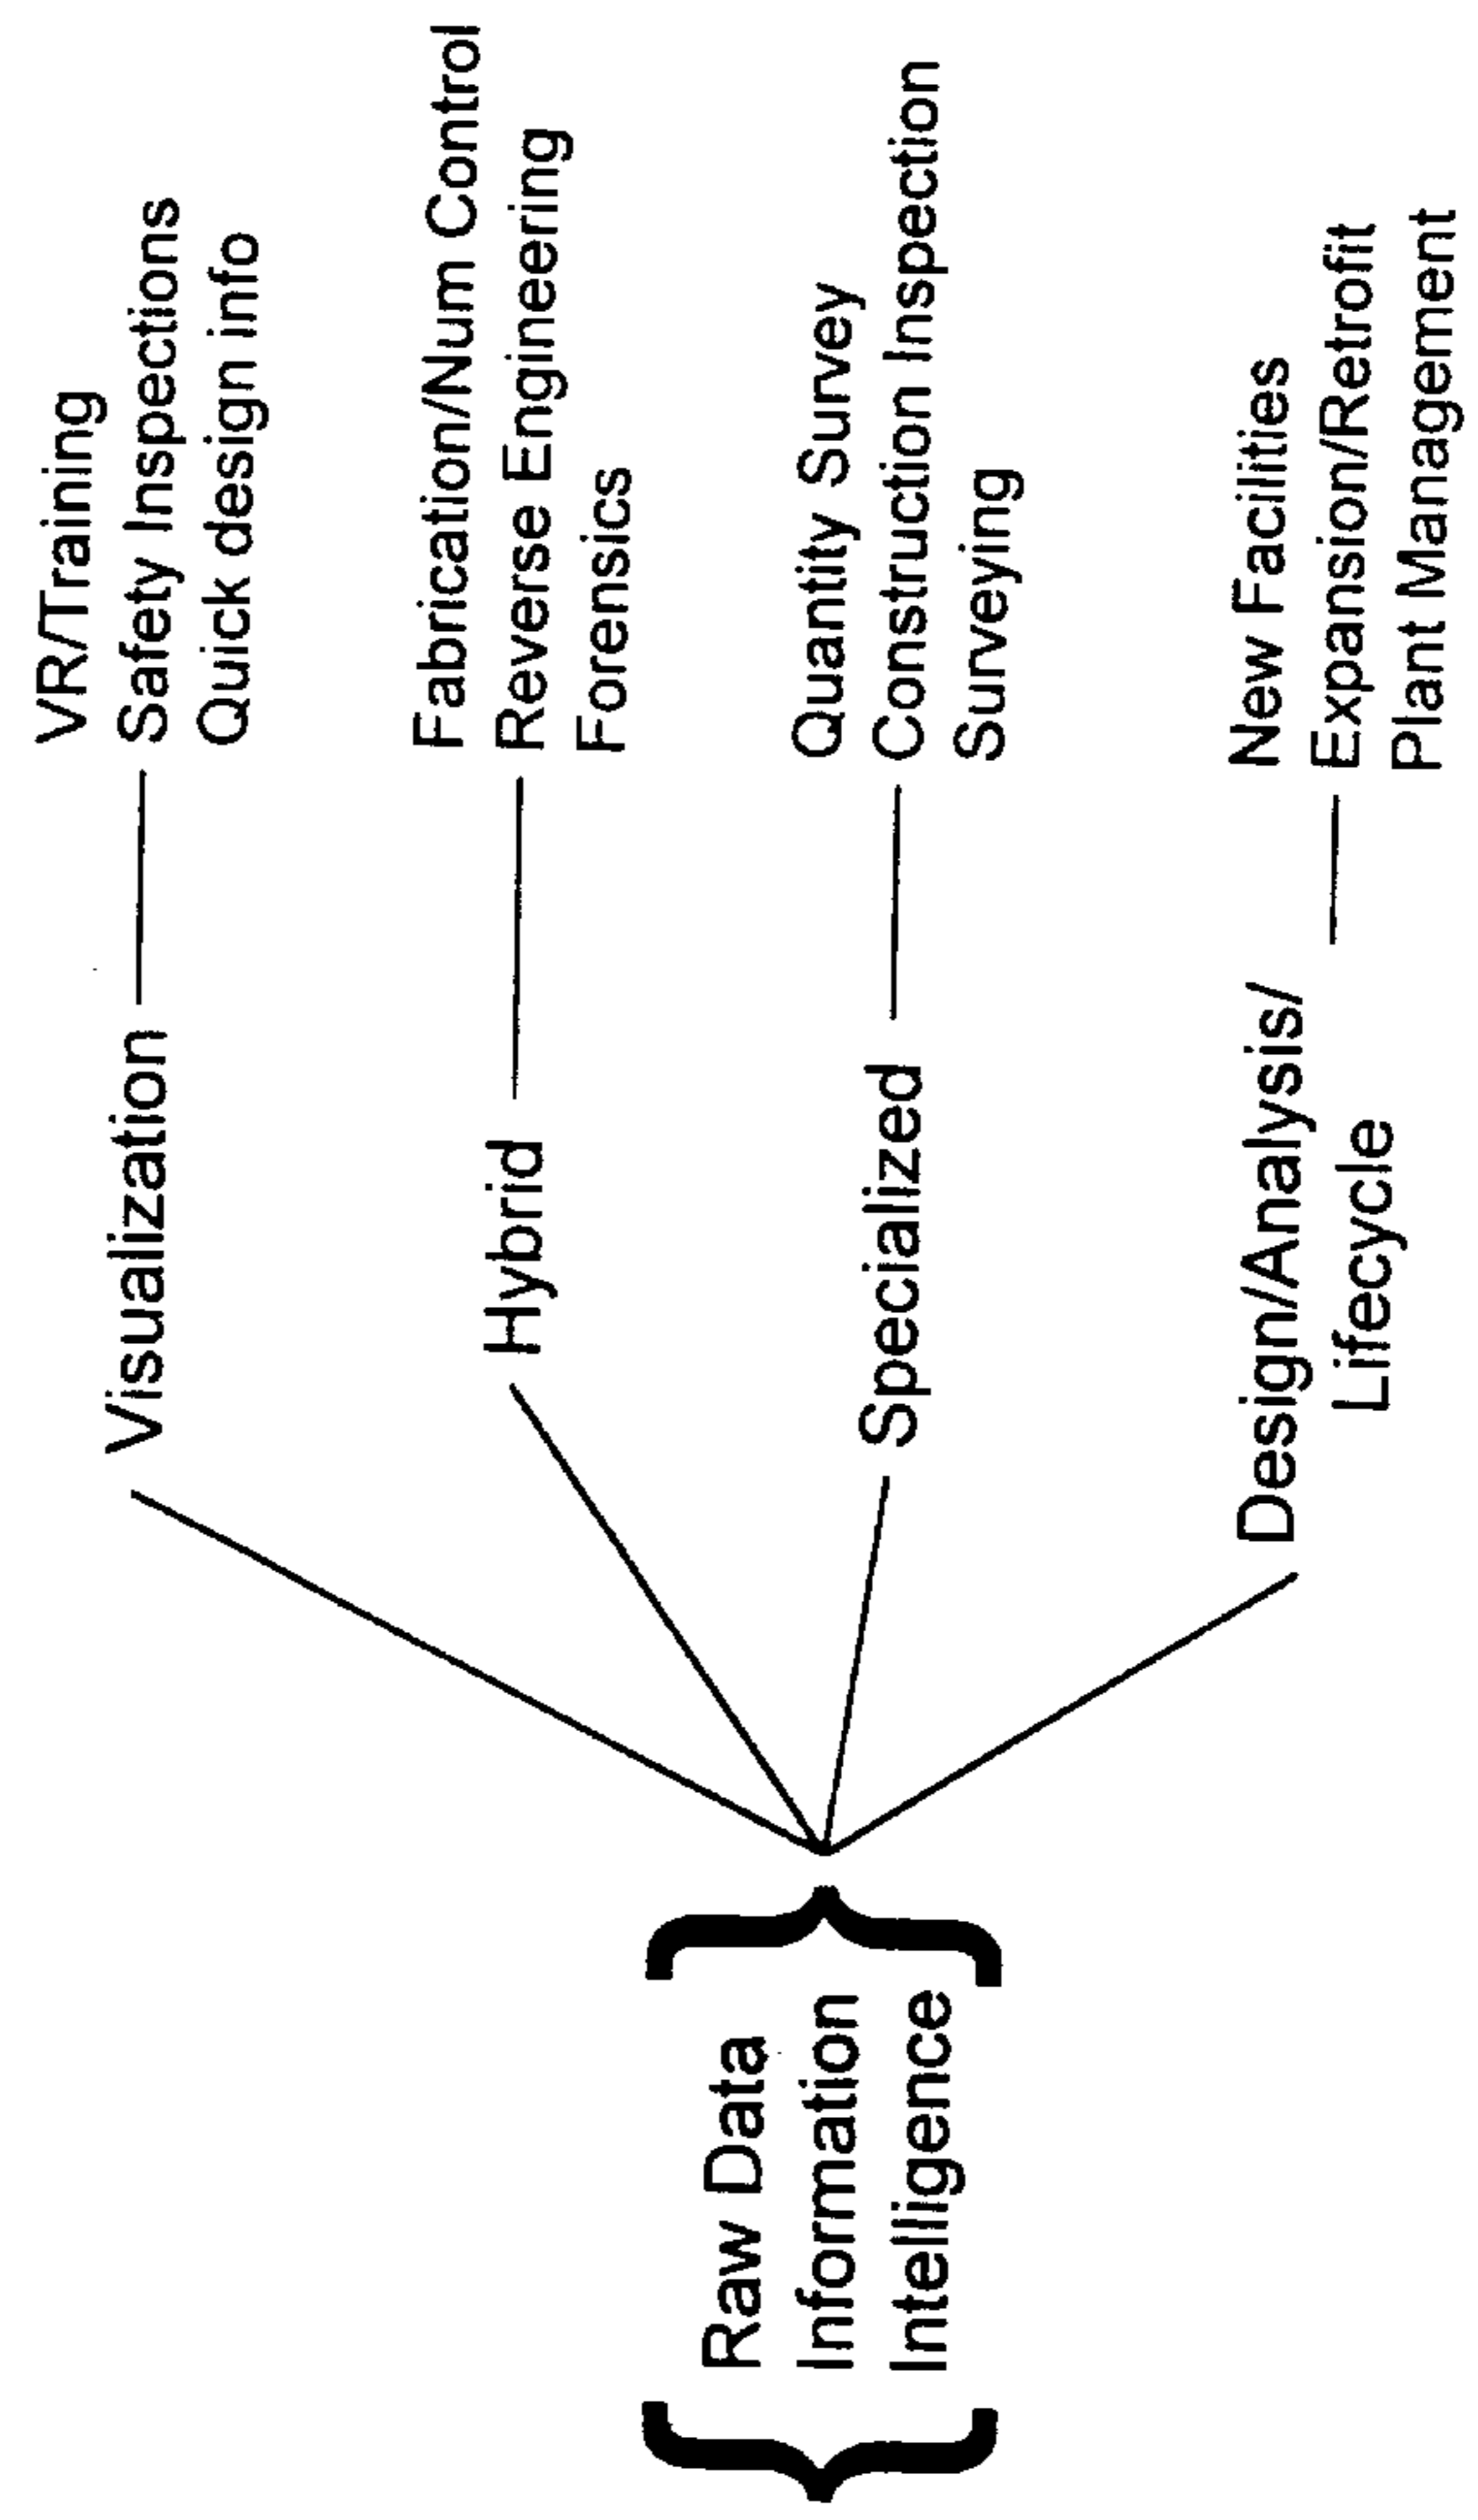 Raw Data
Information
Intelligence
Visualization
VR/Training
Safety Inspections
Quick design info
Hybrid
Fabrication/Num Control
Reverse Engineering
Forensics
Specialized
Quantity Survey
Construction Inspection
Surveying
Design/Analysis/
Lifecycle
New Facilities
Expansion/Retrofit
Plant Management